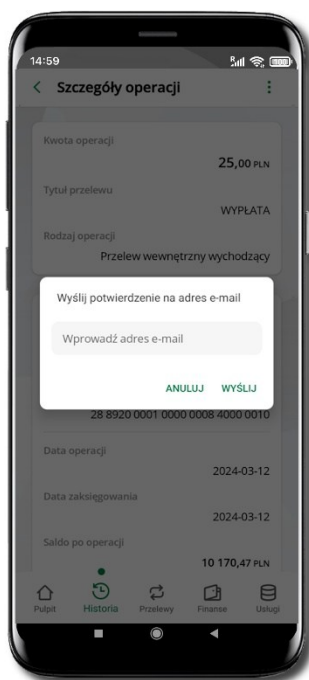 14:59
Szczegóły operacji
Kwota operacji
25,00 PLN
Tytuł przelewu
WYPŁATA
Rodzaj operacji
Przelew wewnętrzny wychodzący
Wyślij potwierdzenie na adres e-mail
Wprowadź adres e-mail
ANULUJ WYŚLIJ
28 8920 0001 0000 0008 4000 0010
Data operacji
2024-03-12
Data zaksięgowania
2024-03-12
Saldo po operacji
10 170,47 PLN
Pulpit Historia Przelewy Finanse Usługi